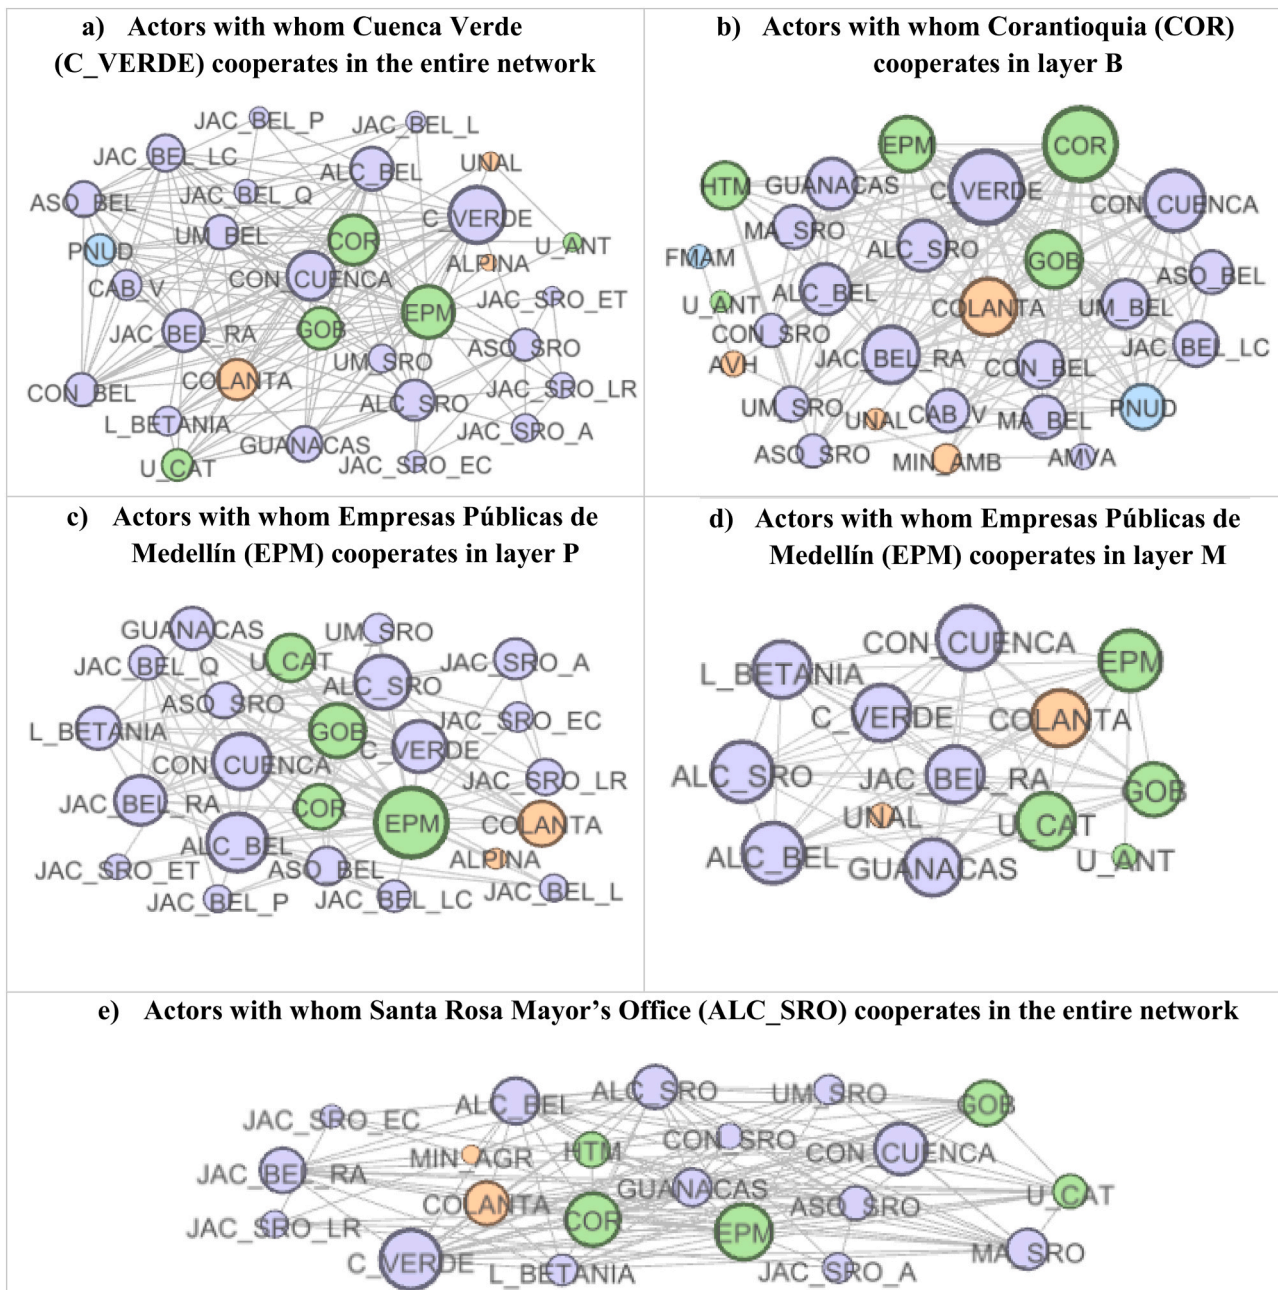 a) Actors with whom Cuenca Verde
(C_VERDE) cooperates in the entire network
JAC_BEL_P
JAC_BEL_L
JAC_BEL_LC
ALC_BEL
UNAL
ASO_BEL
JAC_BEL_Q
C_VERDE
PNUD
UM_BEL
COR
U_ANT
CAB_V
CON_CUENCA
ALPINA
JAC_SRO_ET
JAC_BEL_RA
GOB
EPM
UM_SRO
ASO_SRO
CON_BEL
COLANTA
ALC_SRO
JAC_SRO_LR
L_BETANIA
GUANACAS
JAC_SRO_A
U_CAT
JAC_SRO_EC
b) Actors with whom Corantioquia (COR)
cooperates in layer B
EPM
COR
HTM
GUANACAS
C_VERDE
CON_CUENCA
MA_SRO
ALC_SRO
FMAM
GOB
ASO_BEL
U_ANT
ALC_BEL
COLANTA
UM_BEL
CON_SRO
AVH
JAC_BEL_RA
CON_BEL
JAC_BEL_LC
UM_SRO
UNAL
CAB_V
MA_BEL
PNUD
ASO_SRO
MIN_AMB
AMVA
c) Actors with whom Empresas Públicas de
Medellín (EPM) cooperates in layer P
GUANACAS
UM_SRO
JAC_BEL_Q
U_CAT
JAC_SRO_A
ALC_SRO
ASO_SRO
L_BETANIA
GOB
C_VERDE
JAC_SRO_EC
CON_CUENCA
JAC_SRO_LR
JAC_BEL_RA
COR
EPM
COLANTA
ALC_BEL
ALPINA
JAC_SRO_ET
ASO_BEL
JAC_BEL_P
JAC_BEL_LC
JAC_BEL_L
d) Actors with whom Empresas Públicas de
Medellín (EPM) cooperates in layer M
CON_CUENCA
EPM
L_BETANIA
C_VERDE
COLANTA
ALC_SRO
JAC_BEL_RA
GOB
UNAL
U_CAT
ALC_BEL
GUANACAS
U_ANT
e) Actors with whom Santa Rosa Mayor’s Office (ALC_SRO) cooperates in the entire network
ALC_BEL
ALC_SRO
UM_SRO
GOB
JAC_SRO_EC
MIN_AGR
HTM
CON_SRO
CON_CUENCA
JAC_BEL_RA
GUANACAS
U_CAT
COLANTA
COR
EPM
ASO_SRO
JAC_SRO_LR
C_VERDE
L_BETANIA
JAC_SRO_A
MA_SRO